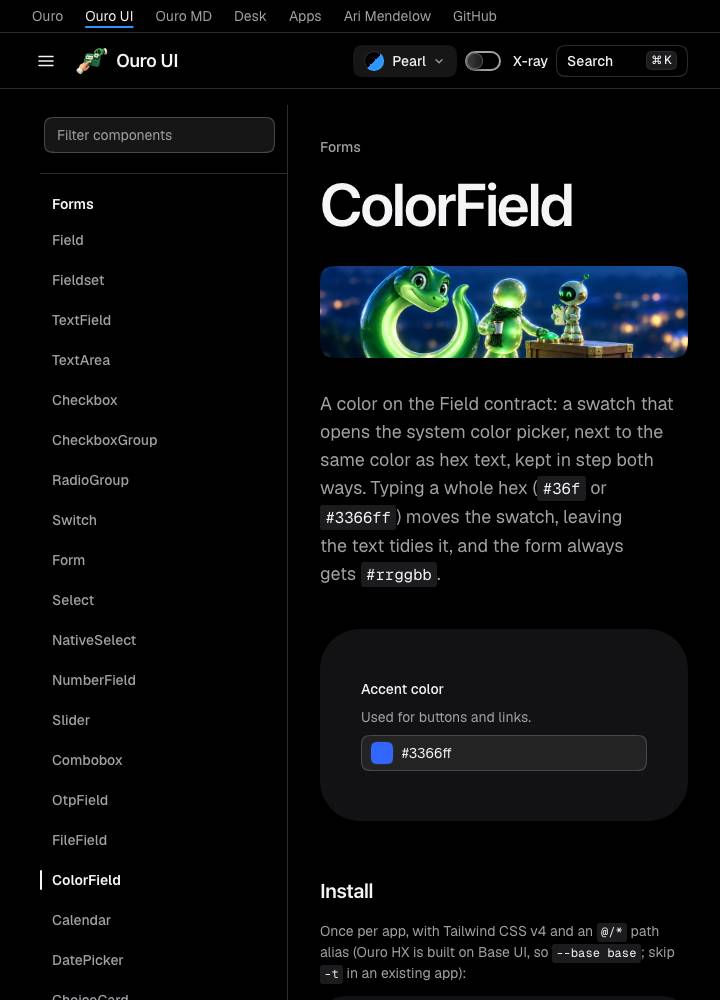 Ouro Ouro UI Ouro MD Desk Apps Ari Mendelow GitHub
Ouro UI Pearl X-ray Search ⌘ K
Filter components
Forms
Field
Fieldset
TextField
TextArea
Checkbox
CheckboxGroup
RadioGroup
Switch
Form
Select
NativeSelect
NumberField
Slider
Combobox
OtpField
FileField
ColorField
Calendar
DatePicker
ChoiceCard
Forms
ColorField
A color on the Field contract: a swatch that
opens the system color picker, next to the
same color as hex text, kept in step both
ways. Typing a whole hex (#36f or
#3366ff) moves the swatch, leaving
the text tidies it, and the form always
gets #rrggbb.
Accent color
Used for buttons and links.
#3366ff
Install
Once per app, with Tailwind CSS v4 and an @/* path
alias (Ouro HX is built on Base UI, so --base base; skip
-t in an existing app):